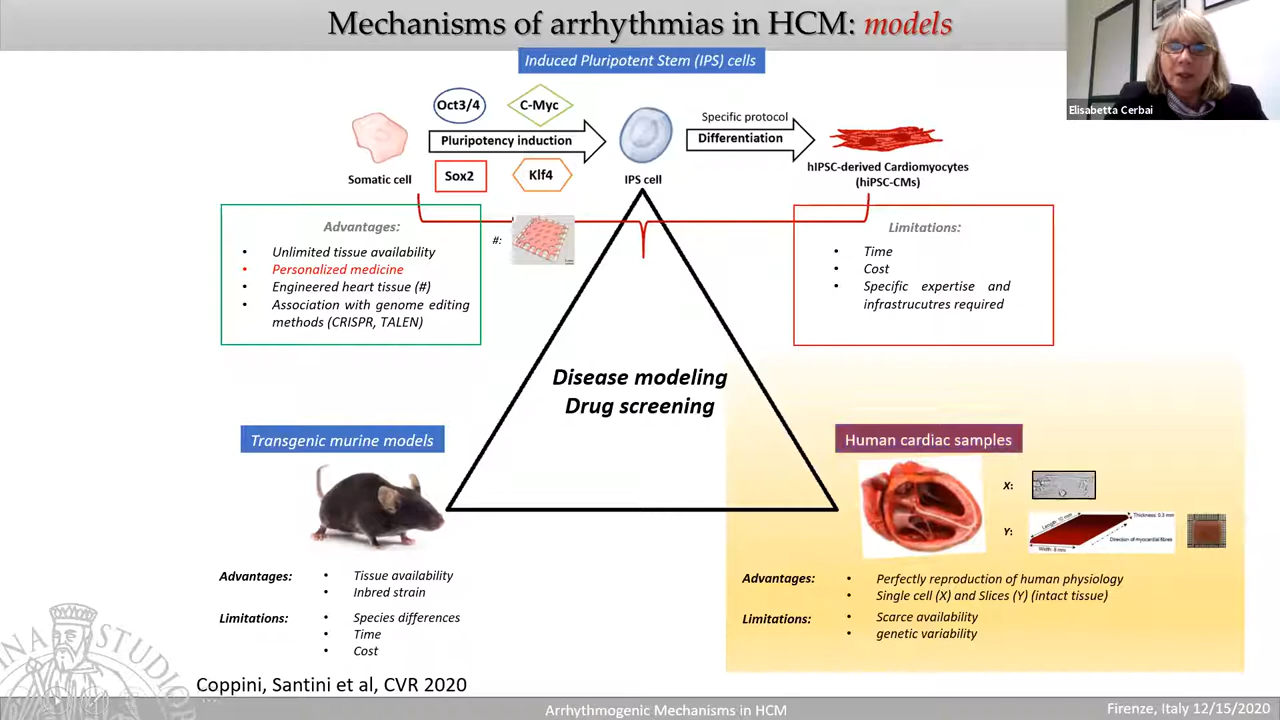 Mechanisms of arrhythmias in HCM: models
Elisabetta Cerbai
Induced Pluripotent Stem (IPS) cells
Oct3/4
C-Myc
Pluripotency induction
Sox2
Klf4
Somatic cell
IPS cell
Specific protocol
Differentiation
hIPSC-derived Cardiomyocytes
(hiPSC-CMs)
Advantages:
• Unlimited tissue availability
• Personalized medicine
• Engineered heart tissue (#)
• Association with genome editing
methods (CRISPR, TALEN)
#:
Limitations:
• Time
• Cost
• Specific expertise and
infrastrucutres required
Disease modeling
Drug screening
Transgenic murine models
Advantages:
• Tissue availability
• Inbred strain
Limitations:
• Species differences
• Time
• Cost
Human cardiac samples
X:
Y:
Length: 10 mm
Thickness: 0.3 mm
Direction of myocardial fibres
Width: 8 mm
Advantages:
• Perfectly reproduction of human physiology
• Single cell (X) and Slices (Y) (intact tissue)
Limitations:
• Scarce availability
• genetic variability
Coppini, Santini et al, CVR 2020
Arrhythmogenic Mechanisms in HCM
Firenze, Italy 12/15/2020